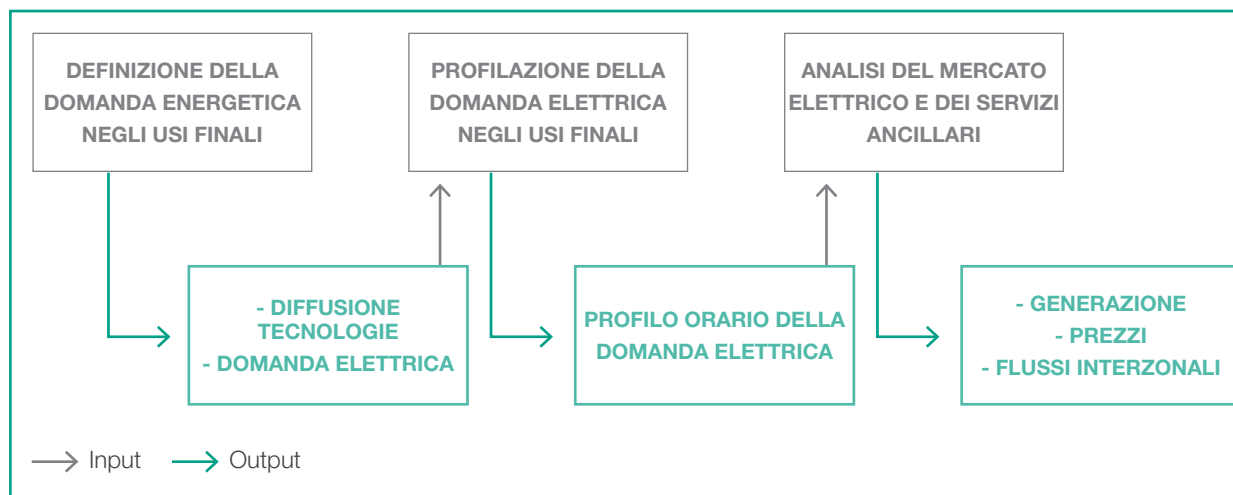 DEFINIZIONE DELLA
DOMANDA ENERGETICA
NEGLI USI FINALI
PROFILAZIONE DELLA
DOMANDA ELETTRICA
NEGLI USI FINALI
ANALISI DEL MERCATO
ELETTRICO E DEI SERVIZI
ANCILLARI
- DIFFUSIONE
TECNOLOGIE
- DOMANDA ELETTRICA
PROFILO ORARIO DELLA
DOMANDA ELETTRICA
- GENERAZIONE
- PREZZI
- FLUSSI INTERZONALI
Input
Output